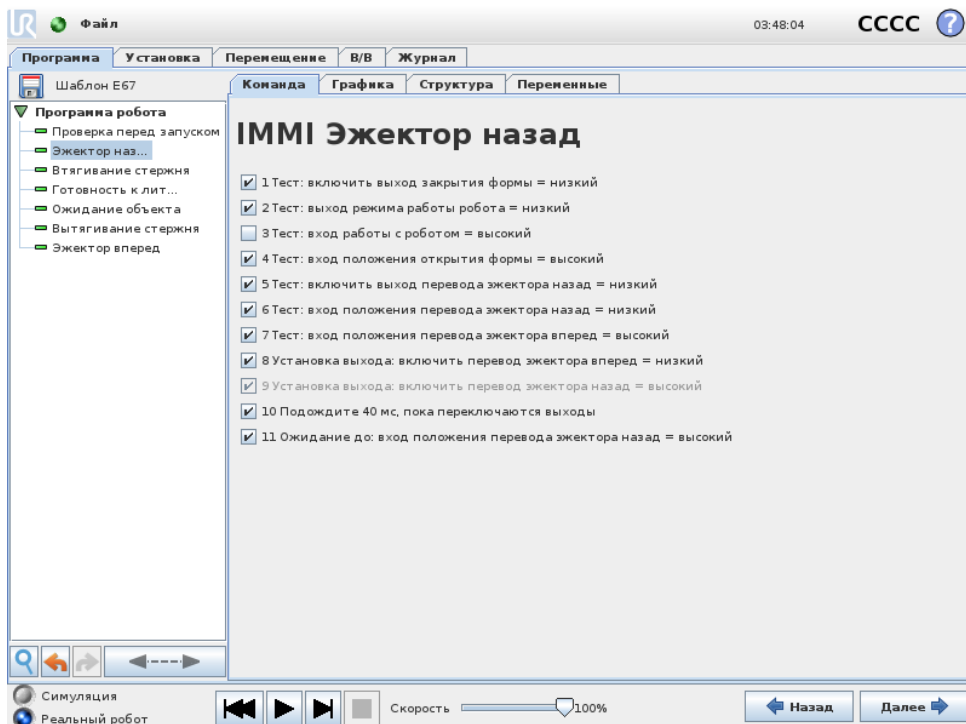 UR Файл 03:48:04 CCCC ?
Программа Установка Перемещение В/В Журнал
Шаблон E67 Команда Графика Структура Переменные
Программа робота
Проверка перед запуском
Эжектор наз...
Втягивание стержня
Готовность к лит...
Ожидание объекта
Вытягивание стержня
Эжектор вперед
IMMI Эжектор назад
1 Тест: включить выход закрытия формы = низкий
2 Тест: выход режима работы робота = низкий
3 Тест: вход работы с роботом = высокий
4 Тест: вход положения открытия формы = высокий
5 Тест: включить выход перевода эжектора назад = низкий
6 Тест: вход положения перевода эжектора назад = низкий
7 Тест: вход положения перевода эжектора вперед = высокий
8 Установка выхода: включить перевод эжектора вперед = низкий
9 Установка выхода: включить перевод эжектора назад = высокий
10 Подождите 40 мс, пока переключаются выходы
11 Ожидание до: вход положения перевода эжектора назад = высокий
Симуляция
Реальный робот
Скорость 100%
Назад Далее